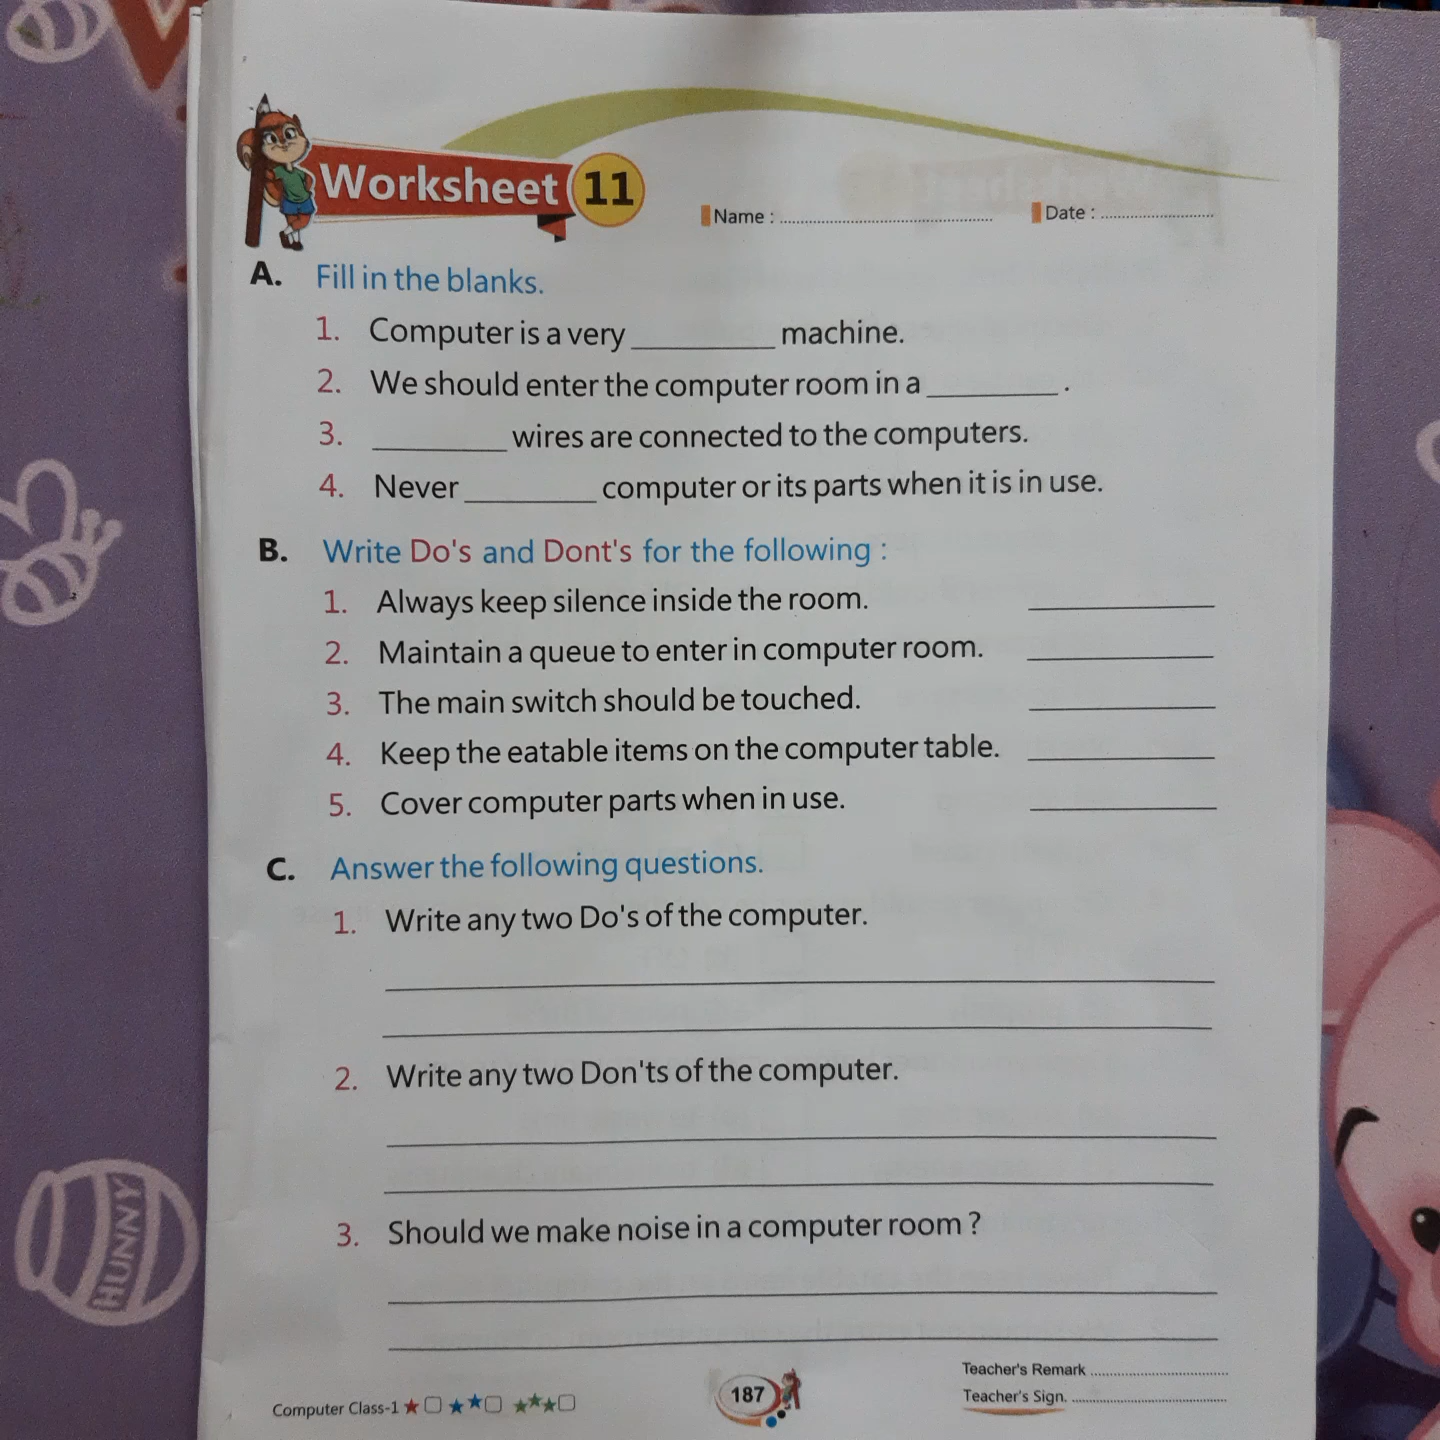 Worksheet 11
Name : Date :
A. Fill in the blanks.
1. Computer is a very ________ machine.
2. We should enter the computer room in a ________ .
3. ________ wires are connected to the computers.
4. Never ________ computer or its parts when it is in use.
B. Write Do's and Dont's for the following :
1. Always keep silence inside the room. ________
2. Maintain a queue to enter in computer room. ________
3. The main switch should be touched. ________
4. Keep the eatable items on the computer table. ________
5. Cover computer parts when in use. ________
C. Answer the following questions.
1. Write any two Do's of the computer.
2. Write any two Don'ts of the computer.
3. Should we make noise in a computer room ?
Teacher's Remark
Computer Class-1 187 Teacher's Sign.
HUNNY